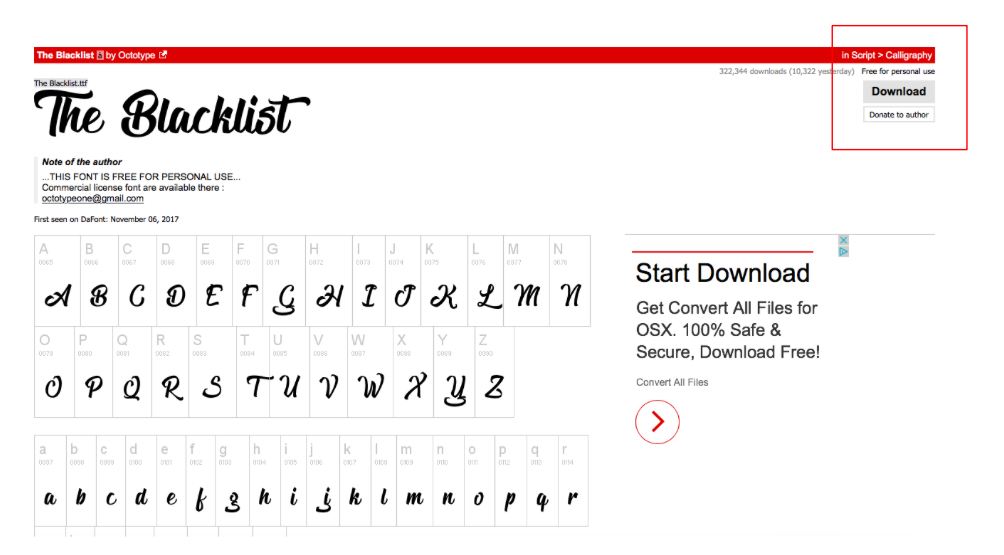 The Blacklist by Octotype
in Script > Calligraphy
322,344 downloads (10,322 yesterday) Free for personal use
The Blacklist.ttf
Download
The Blacklist
Donate to author
Note of the author
...THIS FONT IS FREE FOR PERSONAL USE...
Commercial license font are available there :
octotypeone@gmail.com
First seen on DaFont: November 06, 2017
A B C D E F G H I J K L M N
0065 0066 0067 0068 0069 0070 0071 0072 0073 0074 0075 0076 0077 0078
A B C D E F G H I J K L M N
O P Q R S T U V W X Y Z
0079 0080 0081 0082 0083 0084 0085 0086 0087 0088 0089 0090
O P Q R S T U V W X Y Z
a b c d e f g h i j k l m n o p q r
0097 0098 0099 0100 0101 0102 0103 0104 0105 0106 0107 0108 0109 0110 0111 0112 0113 0114
a b c d e f g h i j k l m n o p q r
Start Download
Get Convert All Files for
OSX. 100% Safe &
Secure, Download Free!
Convert All Files